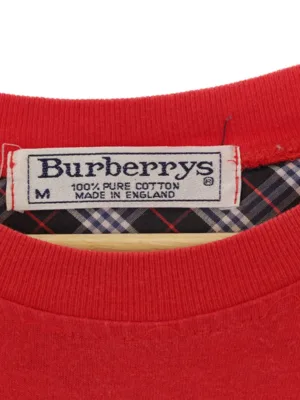 Burberrys
100% PURE COTTON
M MADE IN ENGLAND